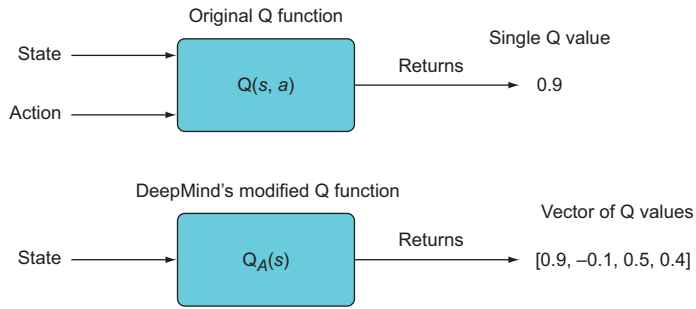 Original Q function
State
Action
Q(s, a)
Returns
Single Q value
0.9
DeepMind's modified Q function
State
Q_A(s)
Returns
Vector of Q values
[0.9, –0.1, 0.5, 0.4]